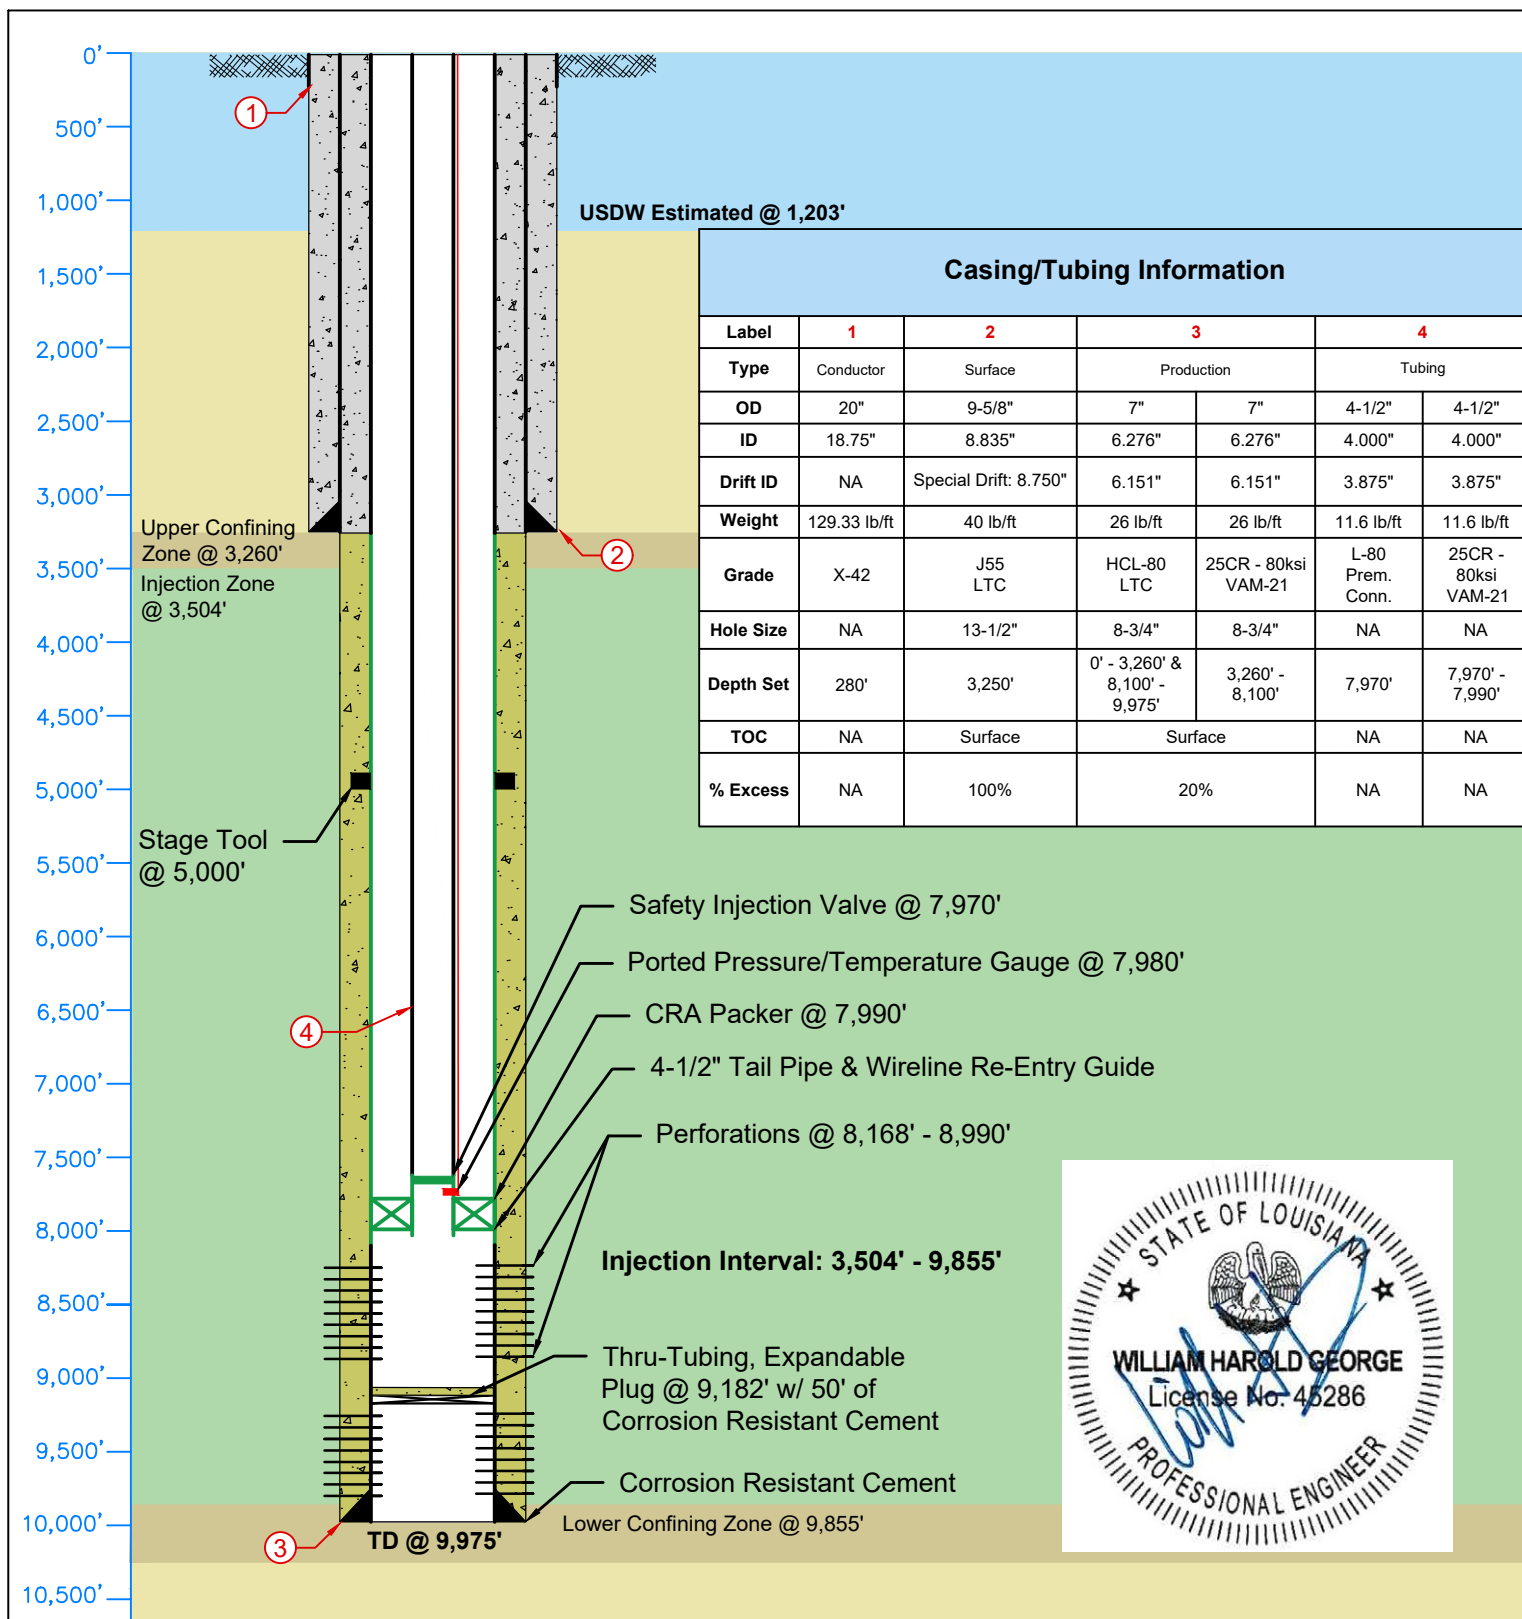 0'
500'
1,000'
1,500'
2,000'
2,500'
3,000'
3,500'
4,000'
4,500'
5,000'
5,500'
6,000'
6,500'
7,000'
7,500'
8,000'
8,500'
9,000'
9,500'
10,000'
10,500'
1
USDW Estimated @ 1,203'
Casing/Tubing Information
Label 1 2 3 4
Type Conductor Surface Production Tubing
OD 20" 9-5/8" 7" 7" 4-1/2" 4-1/2"
ID 18.75" 8.835" 6.276" 6.276" 4.000" 4.000"
Drift ID NA Special Drift: 8.750" 6.151" 6.151" 3.875" 3.875"
Weight 129.33 lb/ft 40 lb/ft 26 lb/ft 26 lb/ft 11.6 lb/ft 11.6 lb/ft
Grade X-42 J55 LTC HCL-80 LTC 25CR - 80ksi VAM-21 L-80 Prem. Conn. 25CR - 80ksi VAM-21
Hole Size NA 13-1/2" 8-3/4" 8-3/4" NA NA
Depth Set 280' 3,250' 0' - 3,260' & 8,100' - 9,975' 3,260' - 8,100' 7,970' 7,970' - 7,990'
TOC NA Surface Surface NA NA
% Excess NA 100% 20% NA NA
Upper Confining
Zone @ 3,260'
2
Injection Zone
@ 3,504'
Stage Tool
@ 5,000'
Safety Injection Valve @ 7,970'
Ported Pressure/Temperature Gauge @ 7,980'
CRA Packer @ 7,990'
4
4-1/2" Tail Pipe & Wireline Re-Entry Guide
Perforations @ 8,168' - 8,990'
Injection Interval: 3,504' - 9,855'
Thru-Tubing, Expandable
Plug @ 9,182' w/ 50' of
Corrosion Resistant Cement
Corrosion Resistant Cement
Lower Confining Zone @ 9,855'
3
TD @ 9,975'
STATE OF LOUISIANA
WILLIAM HAROLD GEORGE
License No. 45286
PROFESSIONAL ENGINEER